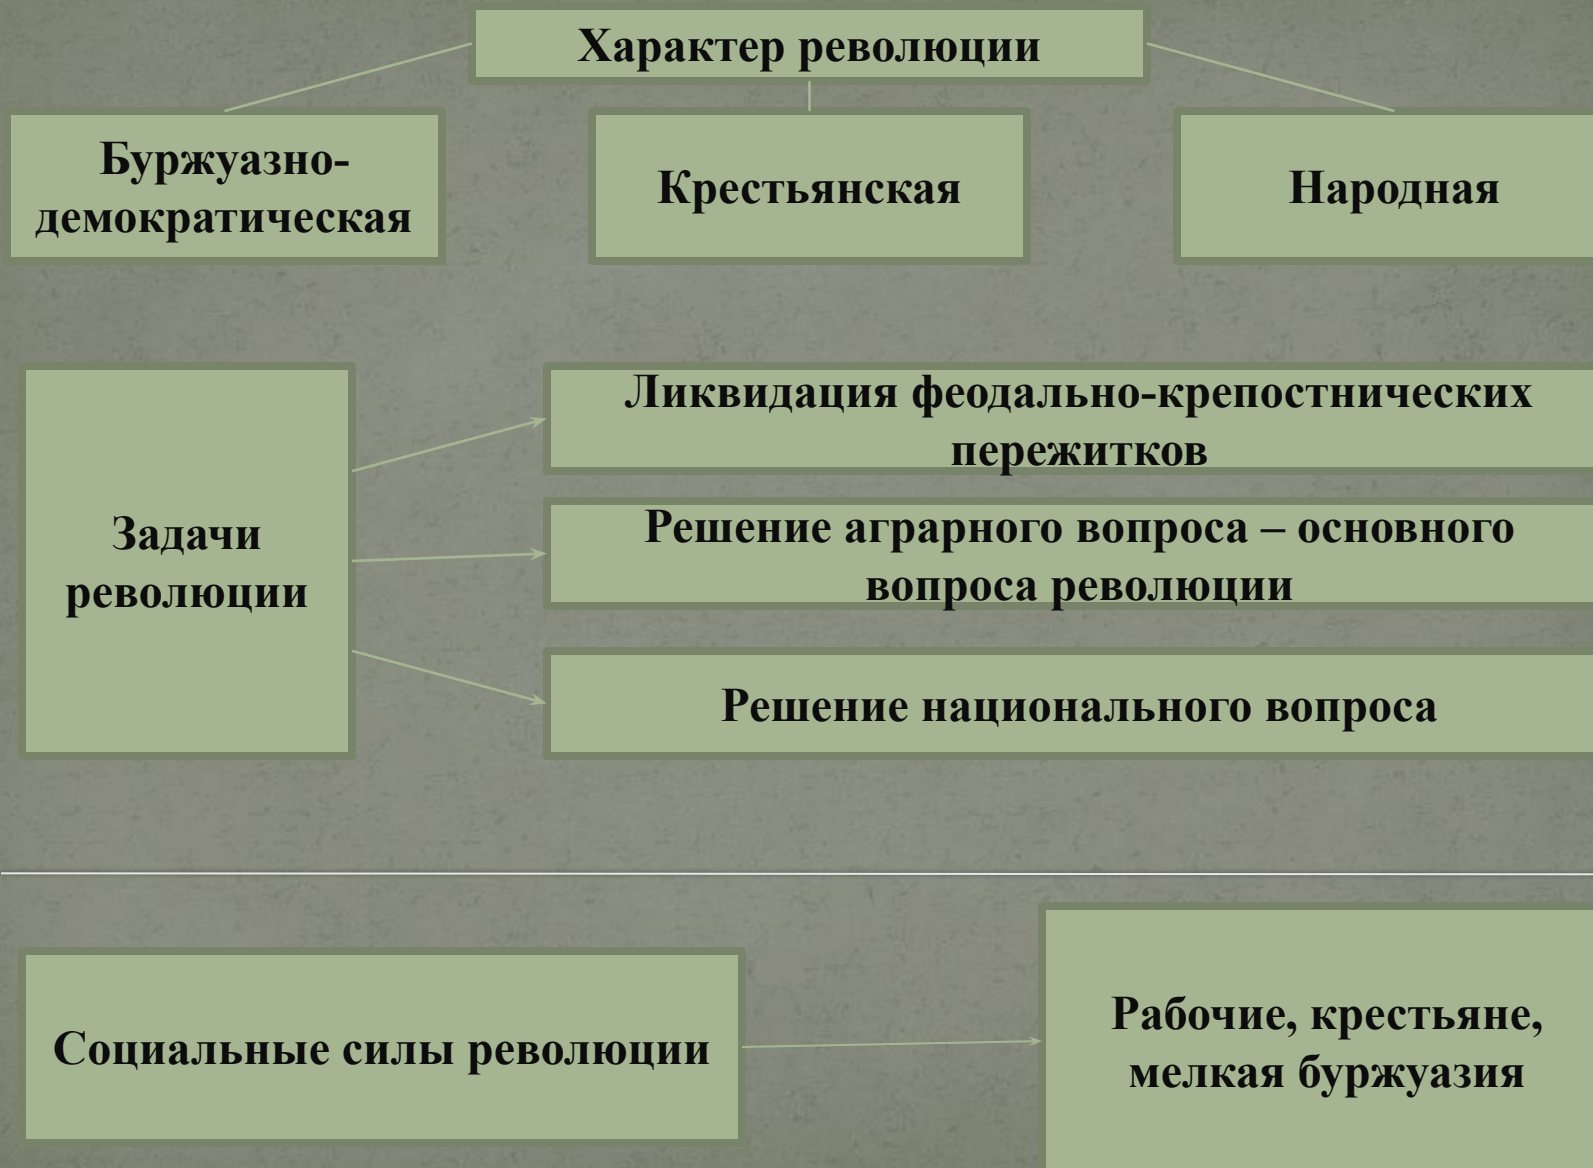 Характер революции
Буржуазно-
демократическая
Крестьянская
Народная
Задачи
революции
Ликвидация феодально-крепостнических
пережитков
Решение аграрного вопроса – основного
вопроса революции
Решение национального вопроса
Социальные силы революции
Рабочие, крестьяне,
мелкая буржуазия